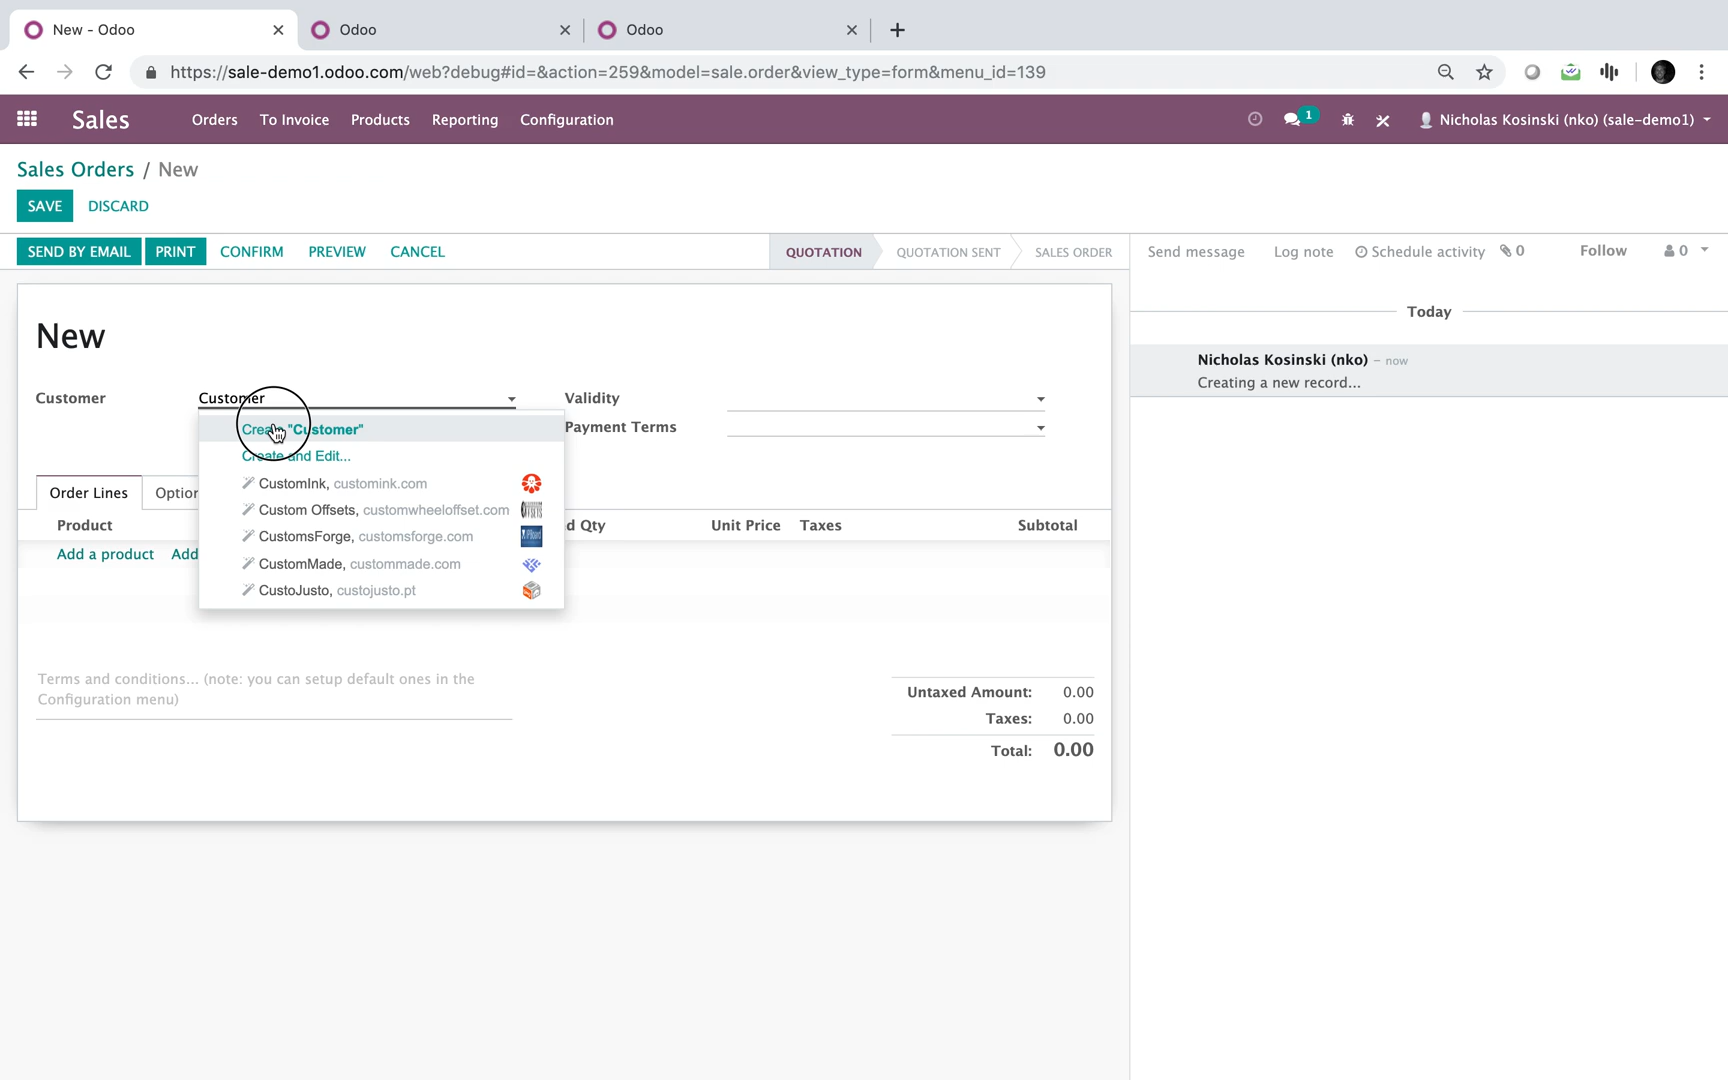 New - Odoo
Odoo
Odoo
https://sale-demo1.odoo.com/web?debug#id=&action=259&model=sale.order&view_type=form&menu_id=139
Sales Orders To Invoice Products Reporting Configuration
1 Nicholas Kosinski (nko) (sale-demo1)
Sales Orders / New
SAVE DISCARD
SEND BY EMAIL PRINT CONFIRM PREVIEW CANCEL
QUOTATION QUOTATION SENT SALES ORDER
Send message Log note Schedule activity 0 Follow 0
Today
Nicholas Kosinski (nko) – now
Creating a new record...
New
Customer Customer
Validity
Payment Terms
Create "Customer"
Create and Edit...
CustomInk, customink.com
Custom Offsets, customwheeloffset.com
CustomsForge, customsforge.com
CustomMade, custommade.com
CustoJusto, custojusto.pt
Order Lines Option
Product d Qty Unit Price Taxes Subtotal
Add a product Add
Terms and conditions... (note: you can setup default ones in the
Configuration menu)
Untaxed Amount: 0.00
Taxes: 0.00
Total: 0.00